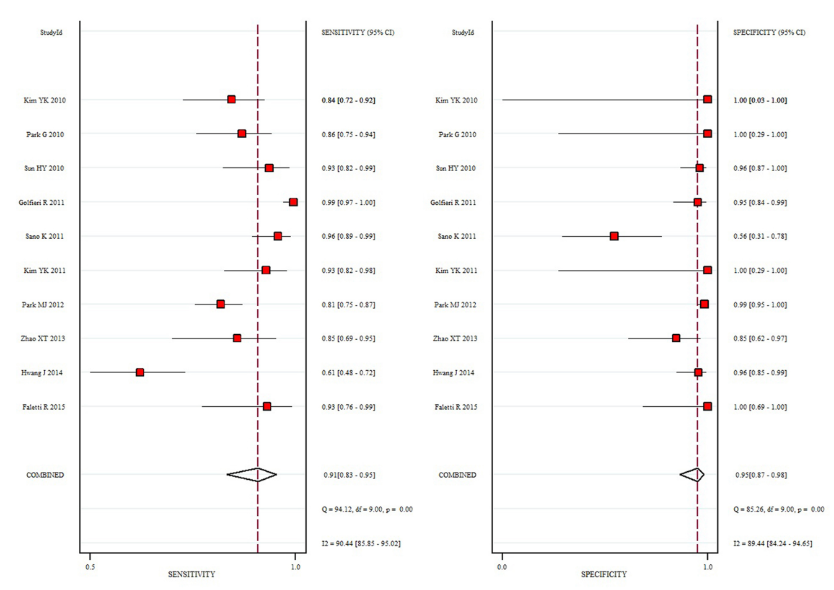 StudyId SENSITIVITY (95% CI)
Kim YK 2010 0.84 [0.72 - 0.92]
Park G 2010 0.86 [0.75 - 0.94]
Son HY 2010 0.93 [0.82 - 0.99]
Golfieri R 2011 0.99 [0.97 - 1.00]
Sano K 2011 0.96 [0.89 - 0.99]
Kim YK 2011 0.93 [0.82 - 0.98]
Park MJ 2012 0.81 [0.75 - 0.87]
Zhao XT 2013 0.85 [0.69 - 0.95]
Hwang J 2014 0.61 [0.48 - 0.72]
Faletti R 2015 0.93 [0.76 - 0.99]
COMBINED 0.91[0.83 - 0.95]
Q = 94.12, df = 9.00, p = 0.00
I2 = 90.44 [85.85 - 95.02]
0.5 1.0
SENSITIVITY
StudyId SPECIFICITY (95% CI)
Kim YK 2010 1.00 [0.03 - 1.00]
Park G 2010 1.00 [0.29 - 1.00]
Son HY 2010 0.96 [0.87 - 1.00]
Golfieri R 2011 0.95 [0.84 - 0.99]
Sano K 2011 0.56 [0.31 - 0.78]
Kim YK 2011 1.00 [0.29 - 1.00]
Park MJ 2012 0.99 [0.95 - 1.00]
Zhao XT 2013 0.85 [0.62 - 0.97]
Hwang J 2014 0.96 [0.85 - 0.99]
Faletti R 2015 1.00 [0.69 - 1.00]
COMBINED 0.95[0.87 - 0.98]
Q = 85.26, df = 9.00, p = 0.00
I2 = 89.44 [84.24 - 94.65]
0.0 1.0
SPECIFICITY